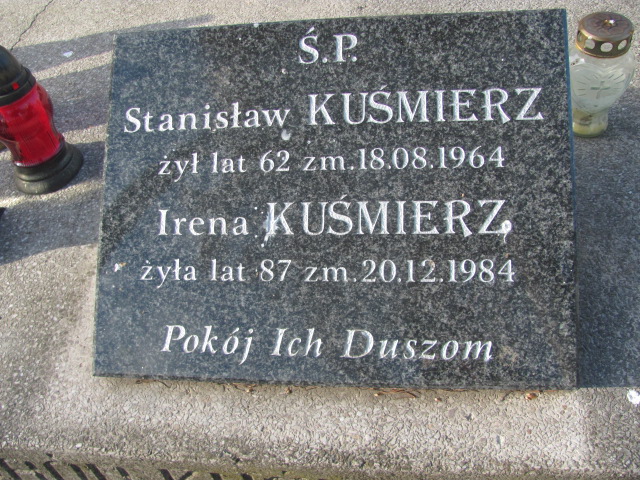 Ś.P.
Stanisław KUŚMIERZ
żył lat 62 zm.18.08.1964
Irena KUŚMIERZ
żyła lat 87 zm.20.12.1984
Pokój Ich Duszom